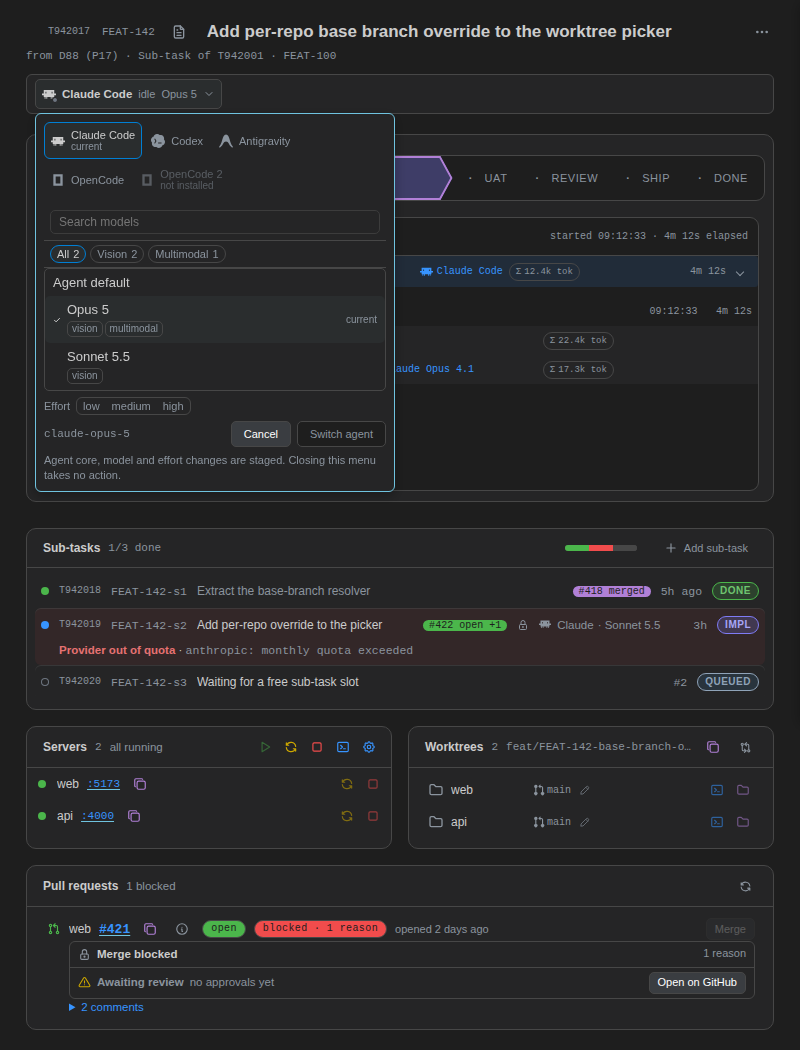 T942017 FEAT-142 Add per-repo base branch override to the worktree picker
from D88 (P17) · Sub-task of T942001 · FEAT-100
Claude Code idle Opus 5
Claude Code
current
Codex
Antigravity
OpenCode
OpenCode 2
not installed
Search models
All 2 Vision 2 Multimodal 1
Agent default
Opus 5
vision multimodal
current
Sonnet 5.5
vision
Effort low medium high
claude-opus-5
Cancel
Switch agent
Agent core, model and effort changes are staged. Closing this menu
takes no action.
· UAT · REVIEW · SHIP · DONE
started 09:12:33 · 4m 12s elapsed
Claude Code Σ 12.4k tok 4m 12s
09:12:33 4m 12s
Σ 22.4k tok
aude Opus 4.1 Σ 17.3k tok
Sub-tasks 1/3 done
Add sub-task
T942018 FEAT-142-s1 Extract the base-branch resolver #418 merged 5h ago DONE
T942019 FEAT-142-s2 Add per-repo override to the picker #422 open +1 Claude · Sonnet 5.5 3h IMPL
Provider out of quota · anthropic: monthly quota exceeded
T942020 FEAT-142-s3 Waiting for a free sub-task slot #2 QUEUED
Servers 2 all running
web :5173
api :4000
Worktrees 2 feat/FEAT-142-base-branch-o…
web main
api main
Pull requests 1 blocked
web #421 open blocked · 1 reason opened 2 days ago Merge
Merge blocked 1 reason
Awaiting review no approvals yet Open on GitHub
2 comments